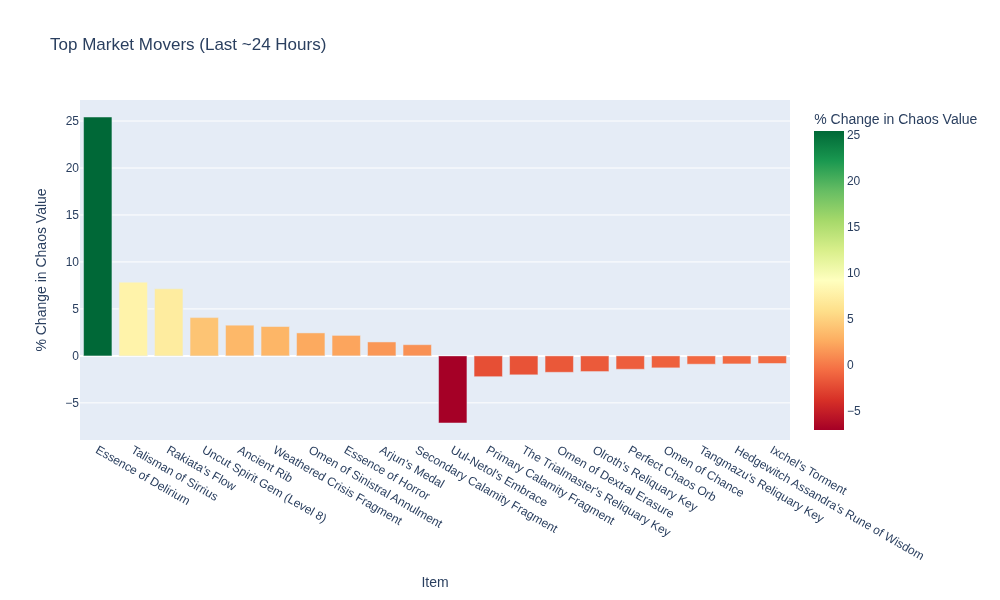 Top Market Movers (Last ~24 Hours)
% Change in Chaos Value
25
20
15
10
5
0
−5
% Change in Chaos Value
25
20
15
10
5
0
−5
Essence of Delirium
Talisman of Sirrius
Rakiata's Flow
Uncut Spirit Gem (Level 8)
Ancient Rib
Weathered Crisis Fragment
Omen of Sinistral Annulment
Essence of Horror
Arjun's Medal
Secondary Calamity Fragment
Uul-Netol's Embrace
Primary Calamity Fragment
The Trialmaster's Reliquary Key
Omen of Dextral Erasure
Olroth's Reliquary Key
Perfect Chaos Orb
Omen of Chance
Tangmazu's Reliquary Key
Hedgewitch Assandra's Rune of Wisdom
Ixchel's Torment
Item